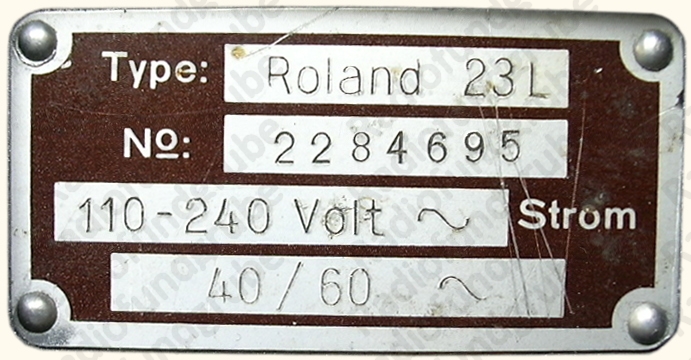 Type: Roland 23L
No: 2284695
110-240 Volt ~ Strom
40/60 ~